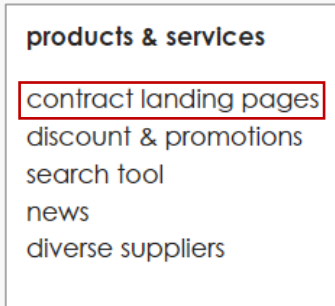 products & services
contract landing pages
discount & promotions
search tool
news
diverse suppliers